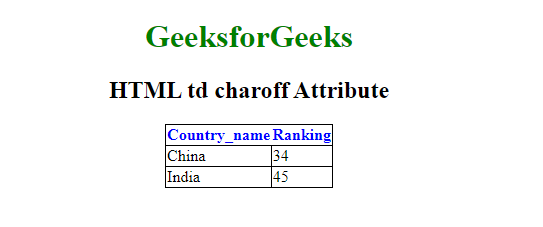 GeeksforGeeks
HTML td charoff Attribute
Country_name Ranking
China 34
India 45